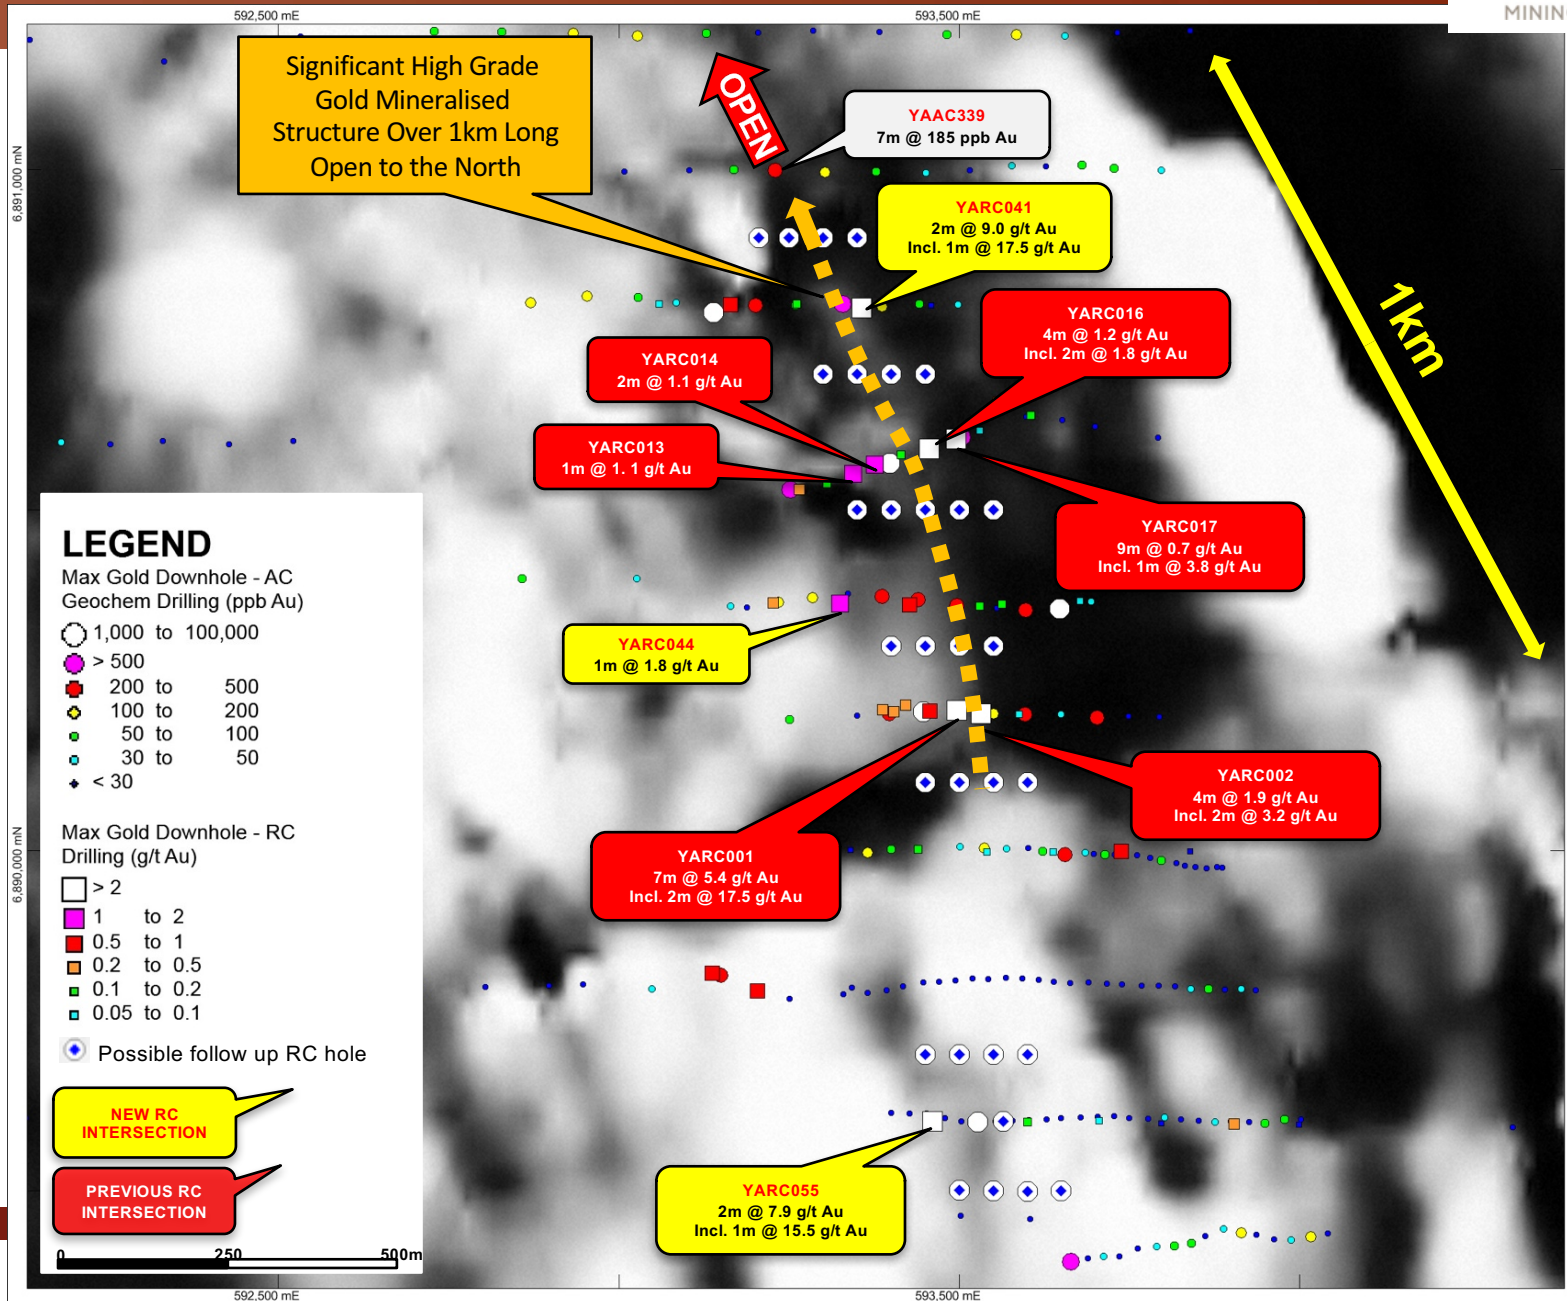 MININ
592,500 mE
593,500 mE
Significant High Grade
Gold Mineralised
Structure Over 1km Long
Open to the North
OPEN
YAAC339
7m @ 185 ppb Au
6,891,000 mN
YARC041
2m @ 9.0 g/t Au
Incl. 1m @ 17.5 g/t Au
1km
YARC016
4m @ 1.2 g/t Au
Incl. 2m @ 1.8 g/t Au
YARC014
2m @ 1.1 g/t Au
YARC013
1m @ 1. 1 g/t Au
YARC017
9m @ 0.7 g/t Au
Incl. 1m @ 3.8 g/t Au
YARC044
1m @ 1.8 g/t Au
YARC002
4m @ 1.9 g/t Au
Incl. 2m @ 3.2 g/t Au
YARC001
7m @ 5.4 g/t Au
Incl. 2m @ 17.5 g/t Au
6,890,000 mN
YARC055
2m @ 7.9 g/t Au
Incl. 1m @ 15.5 g/t Au
LEGEND
Max Gold Downhole - AC
Geochem Drilling (ppb Au)
1,000 to 100,000
> 500
200 to 500
100 to 200
50 to 100
30 to 50
< 30
Max Gold Downhole - RC
Drilling (g/t Au)
> 2
1 to 2
0.5 to 1
0.2 to 0.5
0.1 to 0.2
0.05 to 0.1
Possible follow up RC hole
NEW RC
INTERSECTION
PREVIOUS RC
INTERSECTION
0 250 500m
592,500 mE
593,500 mE